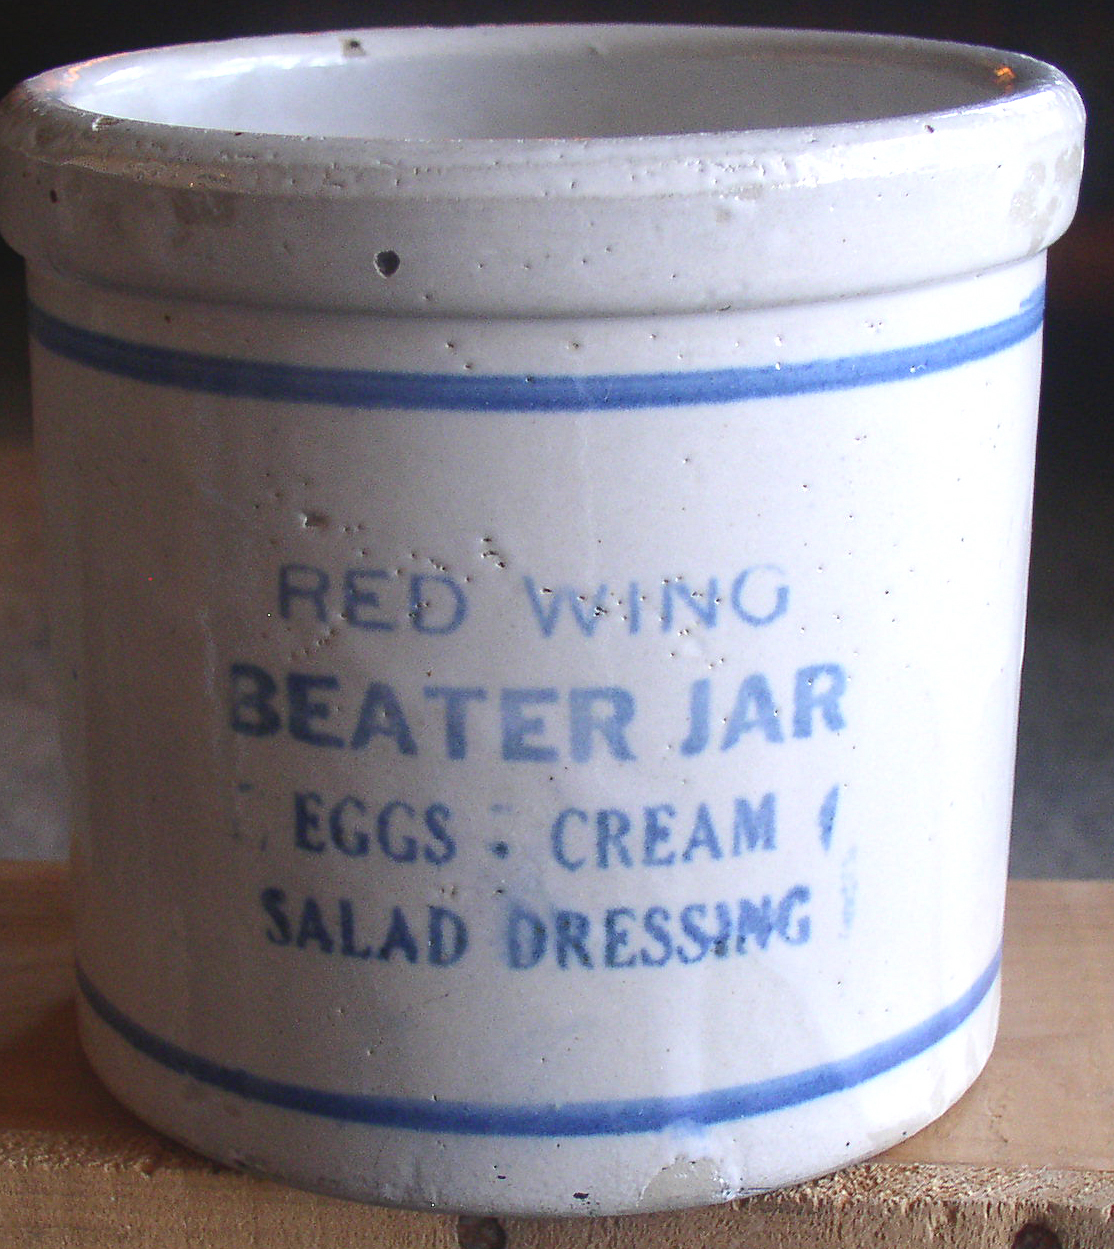 RED WING
BEATER JAR
EGGS : CREAM
SALAD DRESSING